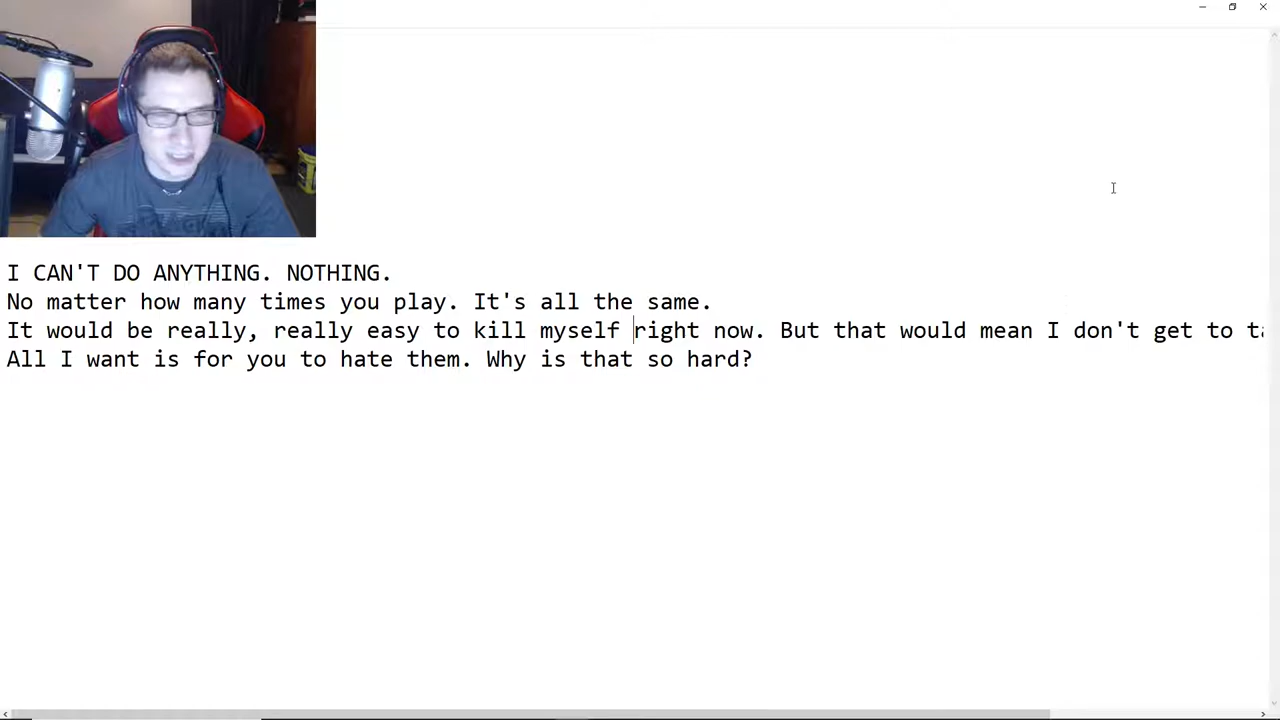 I CAN'T DO ANYTHING. NOTHING.
No matter how many times you play. It's all the same.
It would be really, really easy to kill myself right now. But that would mean I don't get to
All I want is for you to hate them. Why is that so hard?